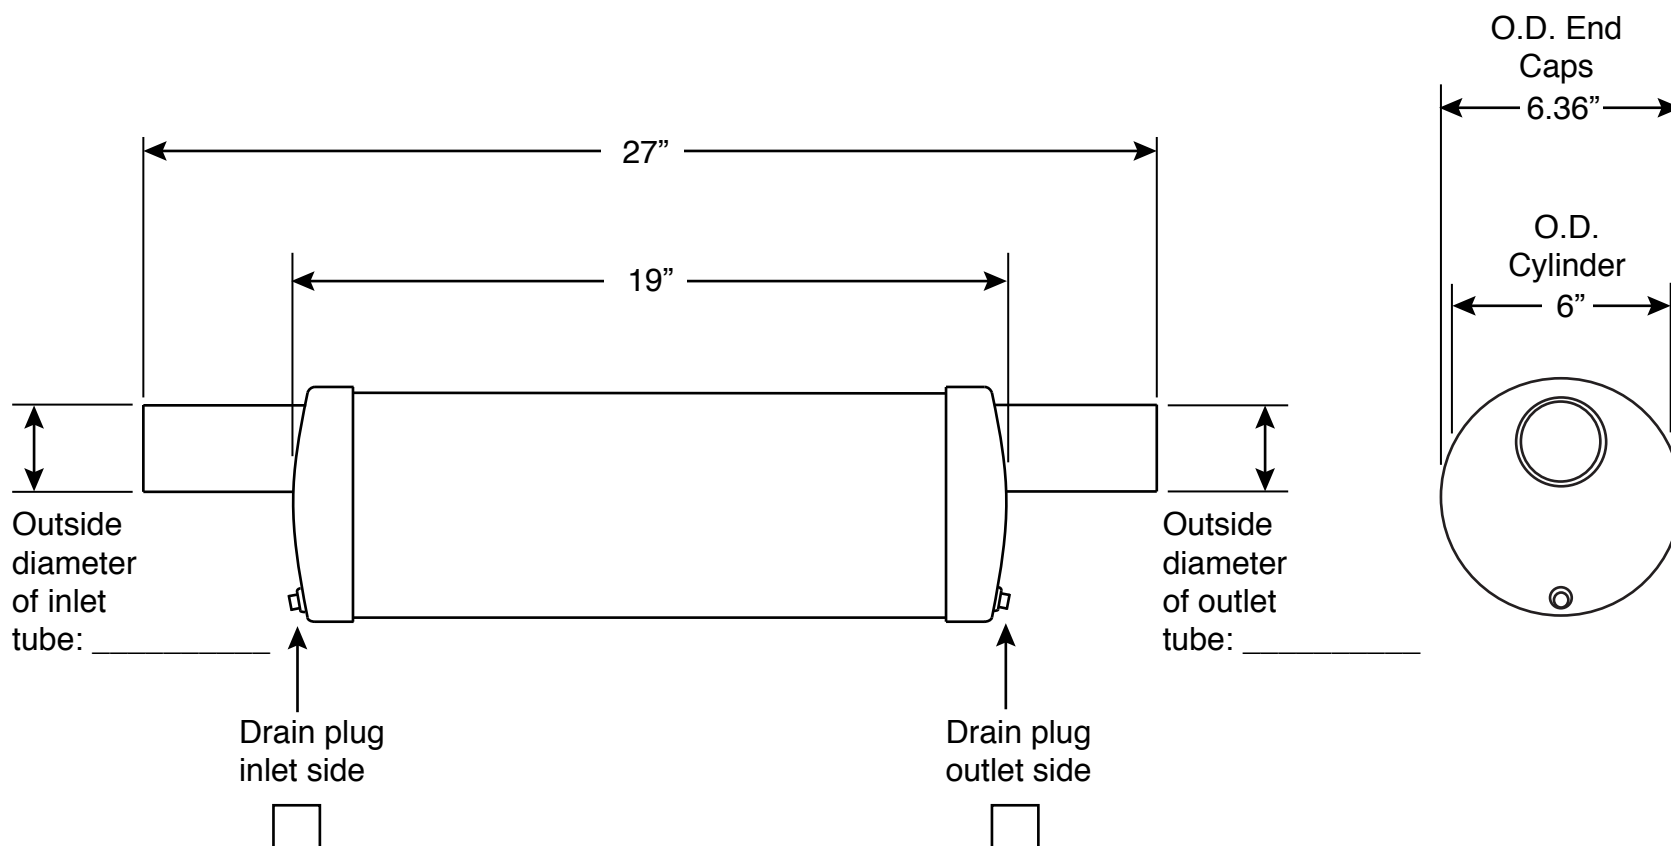 O.D. End
Caps
6.36”
27”
O.D.
Cylinder
6”
19”
Outside
diameter
of inlet
tube: __________
Outside
diameter
of outlet
tube: __________
Drain plug
inlet side
Drain plug
outlet side